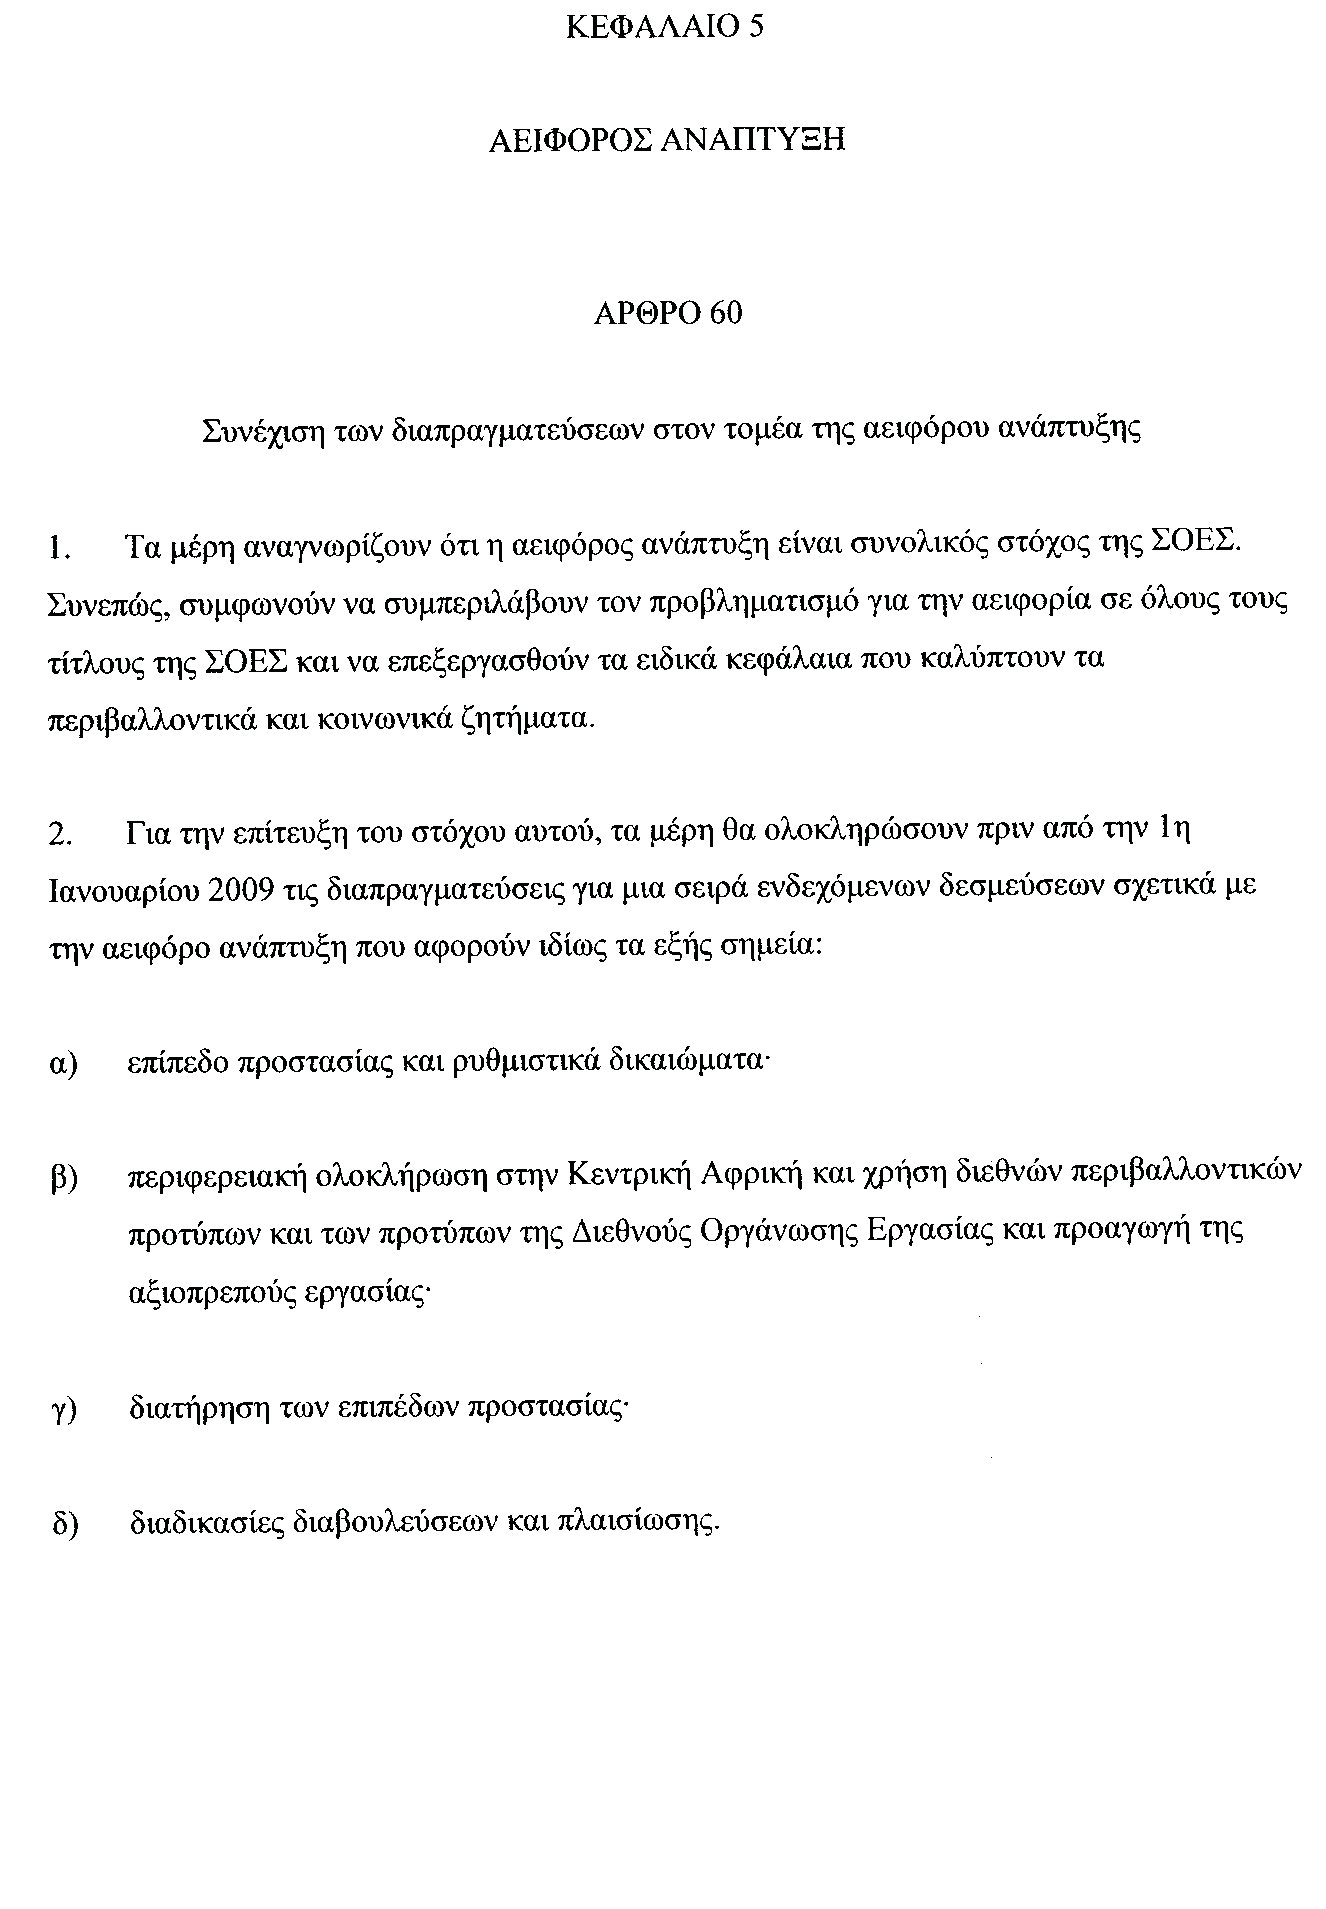 ΚΕΦΑΛΑΙΟ 5
ΑΕΙΦΟΡΟΣ ΑΝΑΠΤΥΞΗ
ΑΡΘΡΟ 60
Συνέχιση των διαπραγματεύσεων στον τομέα της αειφόρου ανάπτυξης
1. Τα μέρη αναγνωρίζουν ότι η αειφόρος ανάπτυξη είναι συνολικός στόχος της ΣΟΕΣ.
Συνεπώς, συμφωνούν να συμπεριλάβουν τον προβληματισμό για την αειφορία σε όλους τους
τίτλους της ΣΟΕΣ και να επεξεργασθούν τα ειδικά κεφάλαια που καλύπτουν τα
περιβαλλοντικά και κοινωνικά ζητήματα.
2. Για την επίτευξη του στόχου αυτού, τα μέρη θα ολοκληρώσουν πριν από την 1η
Ιανουαρίου 2009 τις διαπραγματεύσεις για μια σειρά ενδεχόμενων δεσμεύσεων σχετικά με
την αειφόρο ανάπτυξη που αφορούν ιδίως τα εξής σημεία:
α) επίπεδο προστασίας και ρυθμιστικά δικαιώματα·
β) περιφερειακή ολοκλήρωση στην Κεντρική Αφρική και χρήση διεθνών περιβαλλοντικών
προτύπων και των προτύπων της Διεθνούς Οργάνωσης Εργασίας και προαγωγή της
αξιοπρεπούς εργασίας·
γ) διατήρηση των επιπέδων προστασίας·
δ) διαδικασίες διαβουλεύσεων και πλαισίωσης.